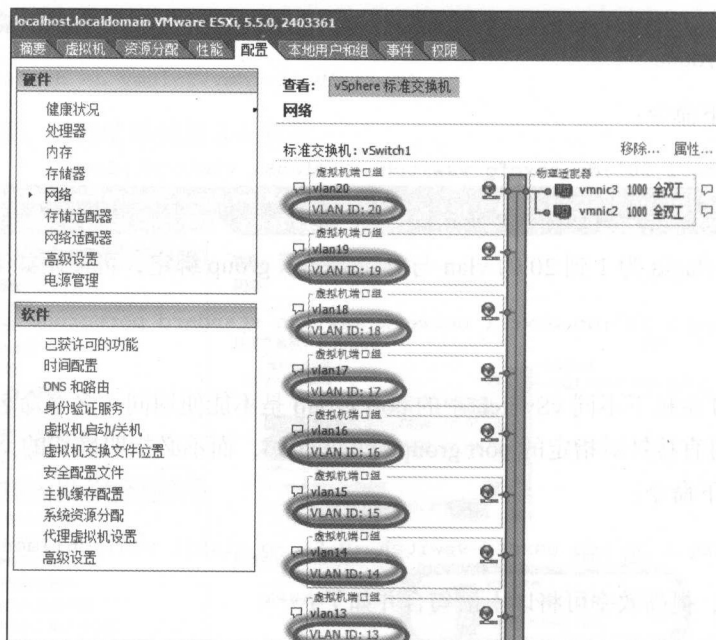 localhost.localdomain VMware ESXi, 5.5.0, 2403361
摘要 虚拟机 资源分配 性能 配置 本地用户和组 事件 权限
硬件
健康状况
处理器
内存
存储器
网络
存储适配器
网络适配器
高级设置
电源管理
软件
已获许可的功能
时间配置
DNS 和路由
身份验证服务
虚拟机启动/关机
虚拟机交换文件位置
安全配置文件
主机缓存配置
系统资源分配
代理虚拟机设置
高级设置
查看: vSphere 标准交换机
网络
标准交换机: vSwitch1 移除... 属性...
虚拟机端口组
vlan20
VLAN ID: 20
虚拟机端口组
vlan19
VLAN ID: 19
虚拟机端口组
vlan18
VLAN ID: 18
虚拟机端口组
vlan17
VLAN ID: 17
虚拟机端口组
vlan16
VLAN ID: 16
虚拟机端口组
vlan15
VLAN ID: 15
虚拟机端口组
vlan14
VLAN ID: 14
虚拟机端口组
vlan13
VLAN ID: 13
物理适配器
vmnic3 1000 全双工
vmnic2 1000 全双工